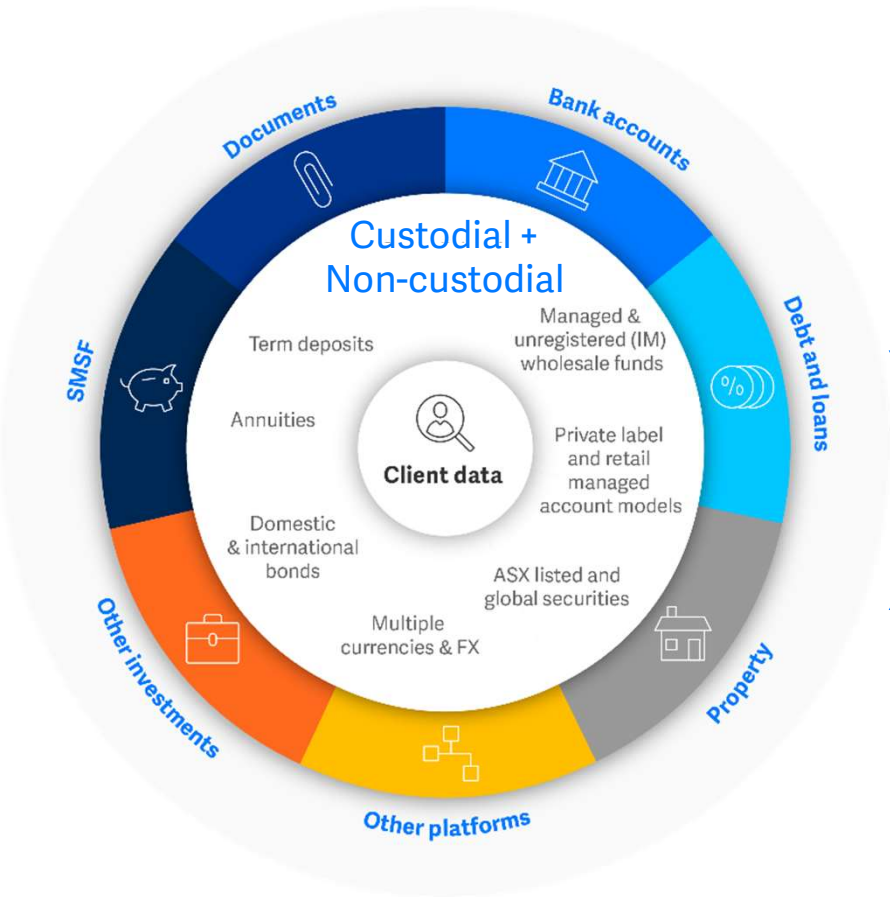 Documents
Bank accounts
Custodial +
Non-custodial
Managed &
unregistered (IM)
wholesale funds
Term deposits
Debt and loans
%
SMSF
Annuities
Client data
Private label
and retail
managed
account models
Domestic
& international
bonds
ASX listed and
global securities
Multiple
currencies & FX
Other investments
Property
Other platforms